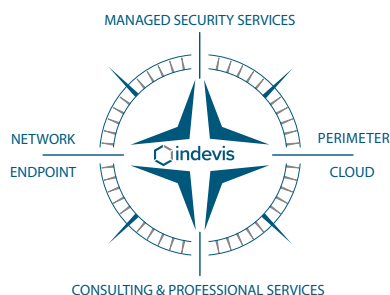 MANAGED SECURITY SERVICES
NETWORK
PERIMETER
indevis
ENDPOINT
CLOUD
CONSULTING & PROFESSIONAL SERVICES